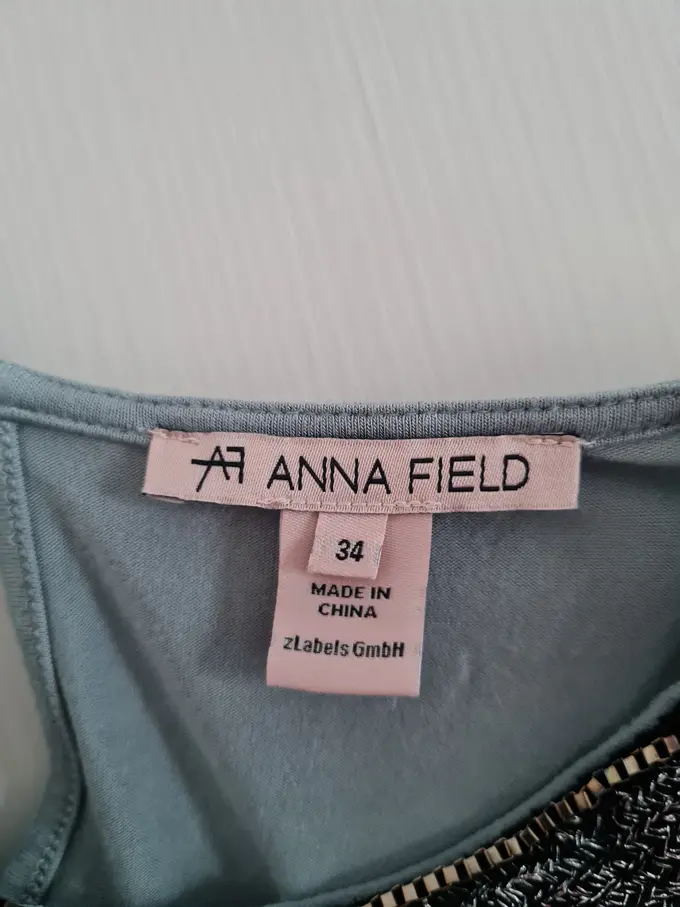 AF ANNA FIELD
34
MADE IN
CHINA
zLabels GmbH